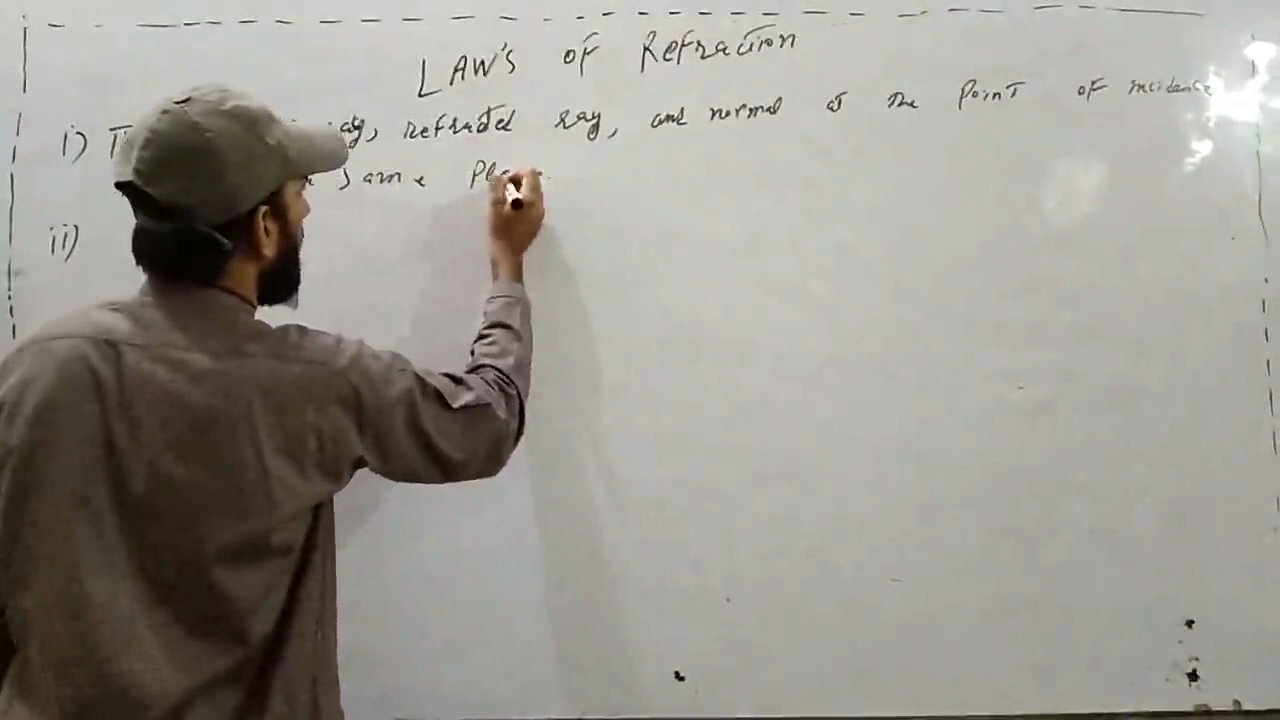 LAW'S OF Refraction
i) ray, refracted ray, and normal at the Point of incidence
same
ii)